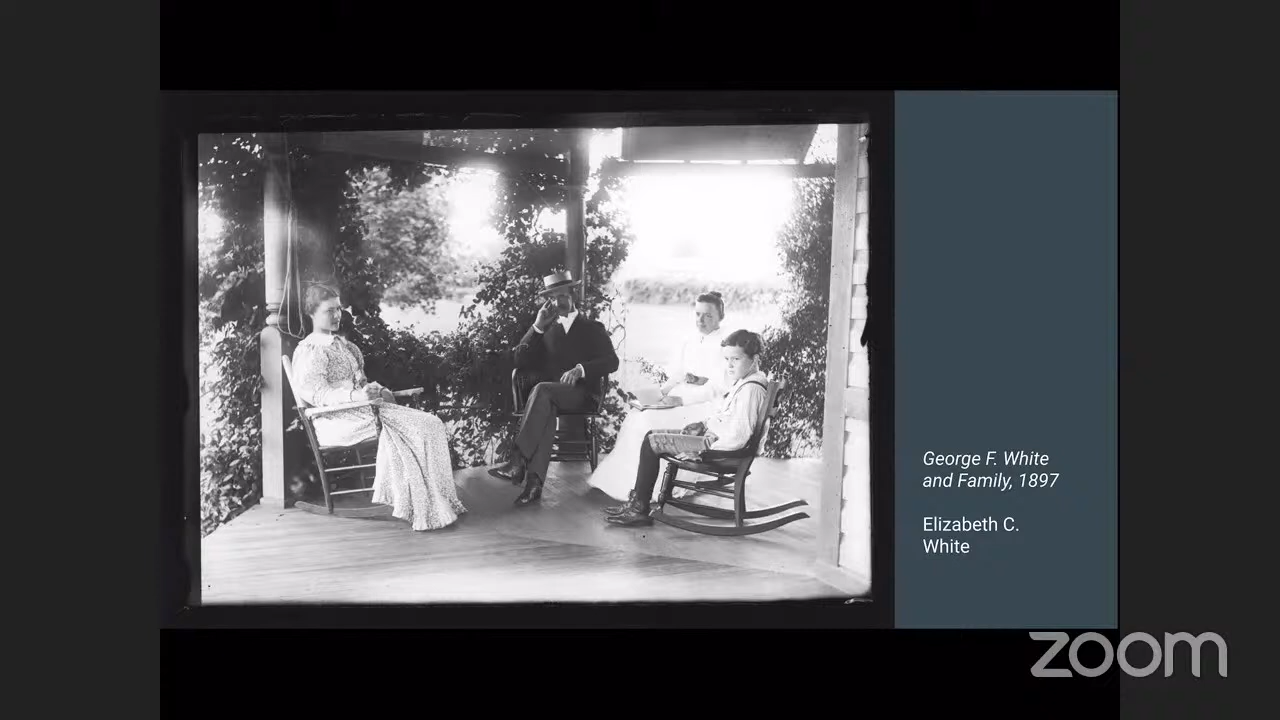 George F. White
and Family, 1897
Elizabeth C.
White
zoom